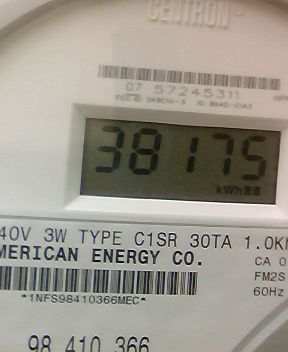 CENTRON®
07 57245311
38175
kWh
40V 3W TYPE C1SR 30TA 1.0K
MERICAN ENERGY CO.
CA 0
FM2S
*1NFS98410366MEC*
60Hz
98 410 366